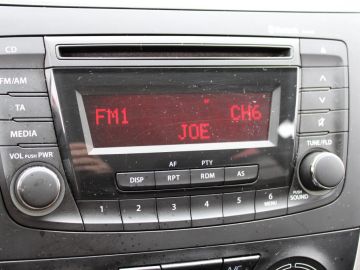 Bluetooth
CD
FM/AM
TA
MEDIA
VOL PUSH PWR
FM1 CH6
JOE
AF PTY
DISP RPT RDM AS
1 2 3 4 5 6
MENU
TUNE/FLD
PUSH
SOUND
A/C